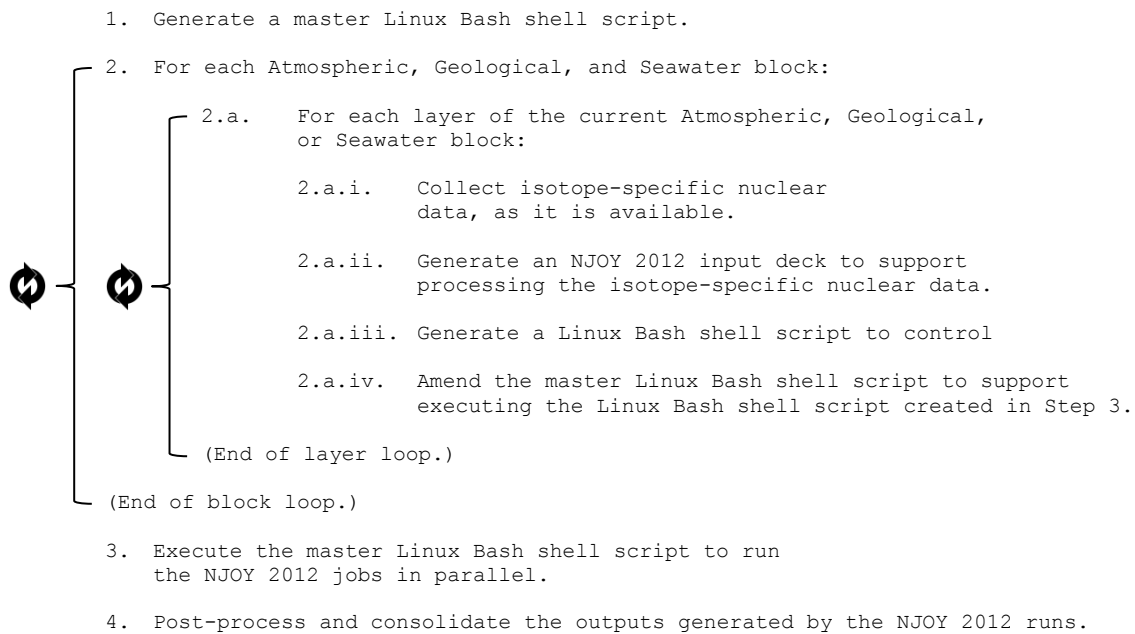 1. Generate a master Linux Bash shell script.
2. For each Atmospheric, Geological, and Seawater block:
2.a. For each layer of the current Atmospheric, Geological,
or Seawater block:
2.a.i. Collect isotope-specific nuclear
data, as it is available.
2.a.ii. Generate an NJOY 2012 input deck to support
processing the isotope-specific nuclear data.
2.a.iii. Generate a Linux Bash shell script to control
2.a.iv. Amend the master Linux Bash shell script to support
executing the Linux Bash shell script created in Step 3.
(End of layer loop.)
(End of block loop.)
3. Execute the master Linux Bash shell script to run
the NJOY 2012 jobs in parallel.
4. Post-process and consolidate the outputs generated by the NJOY 2012 runs.